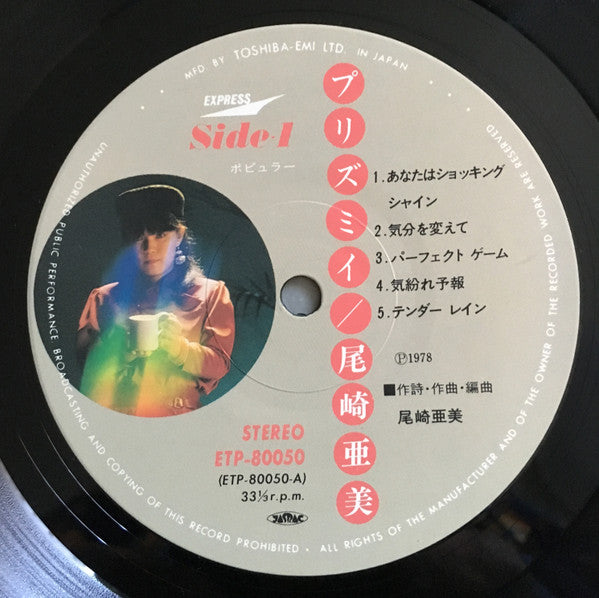 MFD BY TOSHIBA-EMI LTD. IN JAPAN
EXPRESS
Side-1
ポピュラー
プリズミイ/尾崎亜美
1.あなたはショッキング
シャイン
2.気分を変えて
3.パーフェクト ゲーム
4.気紛れ予報
5.テンダー レイン
Ⓟ1978
■作詩・作曲・編曲
尾崎亜美
STEREO
ETP-80050
(ETP-80050-A)
33⅓r.p.m.
JASRAC
UNAUTHORIZED PUBLIC PERFORMANCE BROADCASTING AND COPYING OF THIS RECORD PROHIBITED • ALL RIGHTS OF THE MANUFACTURER AND OF THE OWNER OF THE RECORDED WORK ARE RESERVED